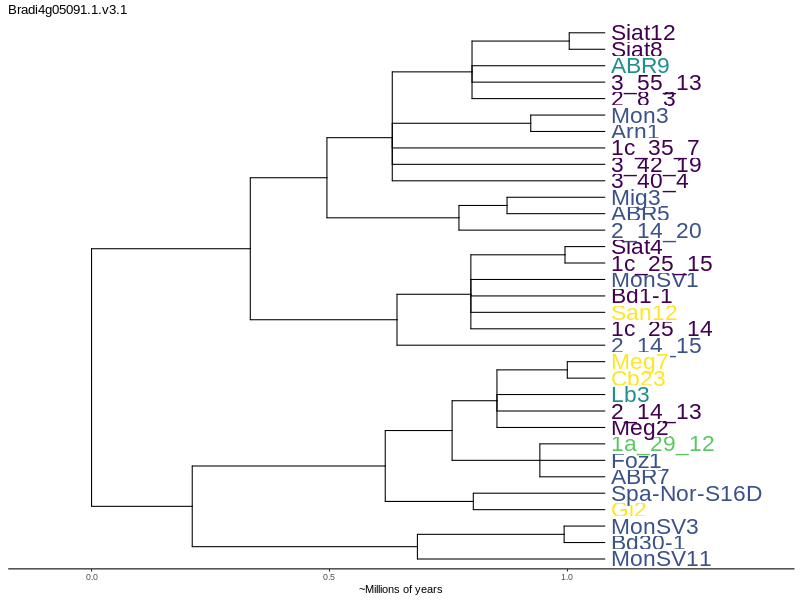 Bradi4g05091.1.v3.1
Siat12
Siat8
ABR9
3_55_13
2_8_3
Mon3
Arn1
1c_35_7
3_42_19
3_40_4
Mig3
ABR5
2_14_20
Siat4
1c_25_15
MonSV1
Bd1-1
San12
1c_25_14
2_14_15
Meg7
Cb23
Lb3
2_14_13
Meg2
1a_29_12
Foz1
ABR7
Spa-Nor-S16D
Gi2
MonSV3
Bd30-1
MonSV11
0.0 0.5 1.0
~Millions of years